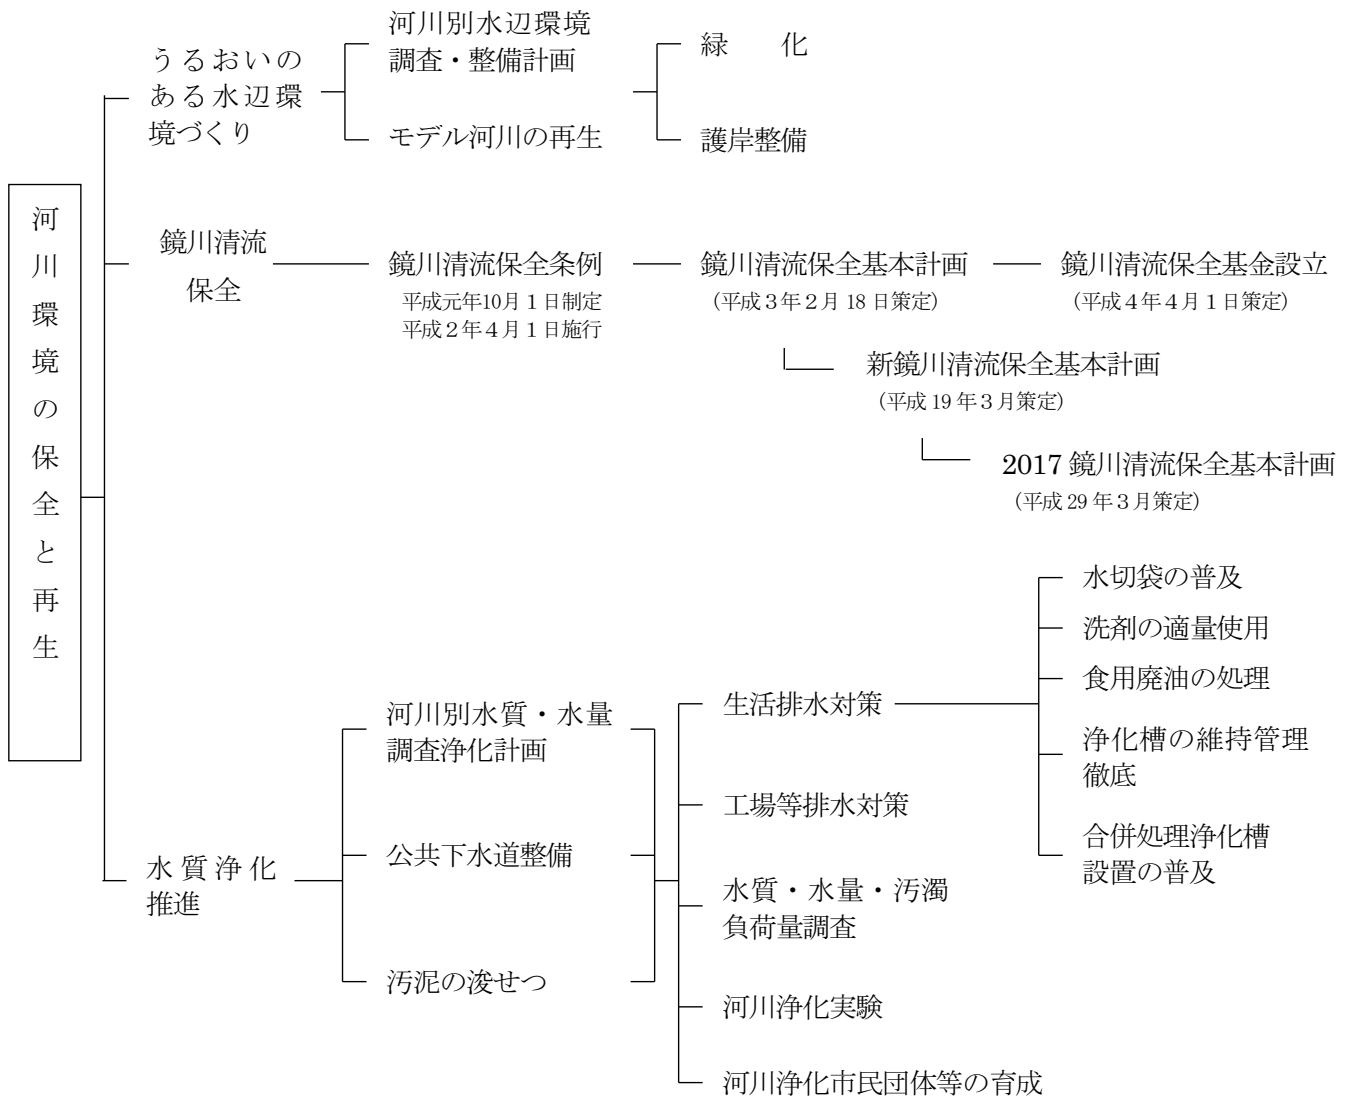 河川環境の保全と再生
うるおいの
ある水辺環
境づくり
河川別水辺環境
調査・整備計画
モデル河川の再生
緑　化
護岸整備
鏡川清流
保全
鏡川清流保全条例
平成元年10月1日制定
平成2年4月1日施行
鏡川清流保全基本計画
(平成3年2月18日策定)
鏡川清流保全基金設立
(平成4年4月1日策定)
新鏡川清流保全基本計画
(平成19年3月策定)
2017鏡川清流保全基本計画
(平成29年3月策定)
水質浄化
推進
河川別水質・水量
調査浄化計画
公共下水道整備
汚泥の浚せつ
生活排水対策
工場等排水対策
水質・水量・汚濁
負荷量調査
河川浄化実験
河川浄化市民団体等の育成
水切袋の普及
洗剤の適量使用
食用廃油の処理
浄化槽の維持管理
徹底
合併処理浄化槽
設置の普及